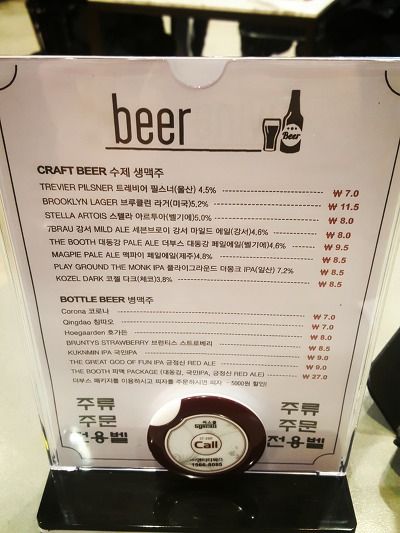 beer
Beer
CRAFT BEER 수제 생맥주
TREVIER PILSNER 트레비어 필스너(울산) 4.5% ₩ 7.0
BROOKLYN LAGER 브루클린 라거(미국)5.2% ₩ 11.5
STELLA ARTOIS 스텔라 아르투아(벨기에)5.0% ₩ 8.0
7BRAU 강서 MILD ALE 세븐브로이 강서 마일드 에일(강서)4.6% ₩ 8.0
THE BOOTH 대동강 PALE ALE 더부스 대동강 페일에일(벨기에)4.6% ₩ 9.5
MAGPIE PALE ALE 맥파이 페일에일(제주)4.8% ₩ 8.5
PLAY GROUND THE MONK IPA 플라이그라운드 더몽크 IPA(일산) 7.2% ₩ 8.5
KOZEL DARK 코젤 다크(체코)3.8% ₩ 8.5
BOTTLE BEER 병맥주
Corona 코로나 ₩ 7.0
Qingdao 칭따오 ₩ 7.0
Hoegaarden 호가든 ₩ 8.0
BRUNTYS STRAWBERRY 브런티스 스트로베리 ₩ 8.5
KUKNMIN IPA 국민IPA ₩ 9.0
THE GREAT GOD OF FUN IPA 긍정신 RED ALE ₩ 9.0
THE BOOTH 피맥 PACKAGE (대동강, 국민IPA, 긍정신 RED ALE) ₩ 27.0
더부스 패키지를 이용하시고 피자를 주문하시면 피자 - 5000원 할인!
주류
주문
전용벨
주류
주문
전용벨
Call
1566.8085